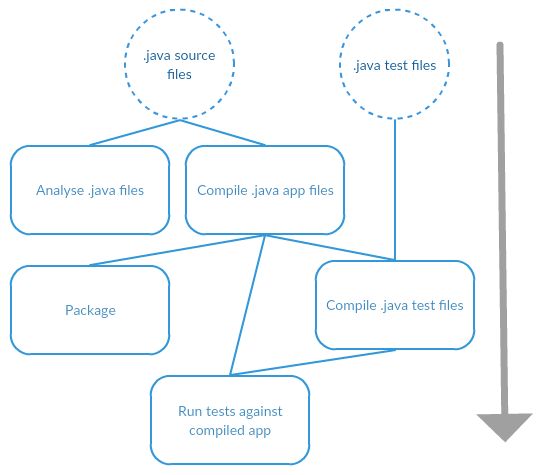 .java source
files
.java test files
Analyse .java files
Compile .java app files
Package
Compile .java test files
Run tests against
compiled app